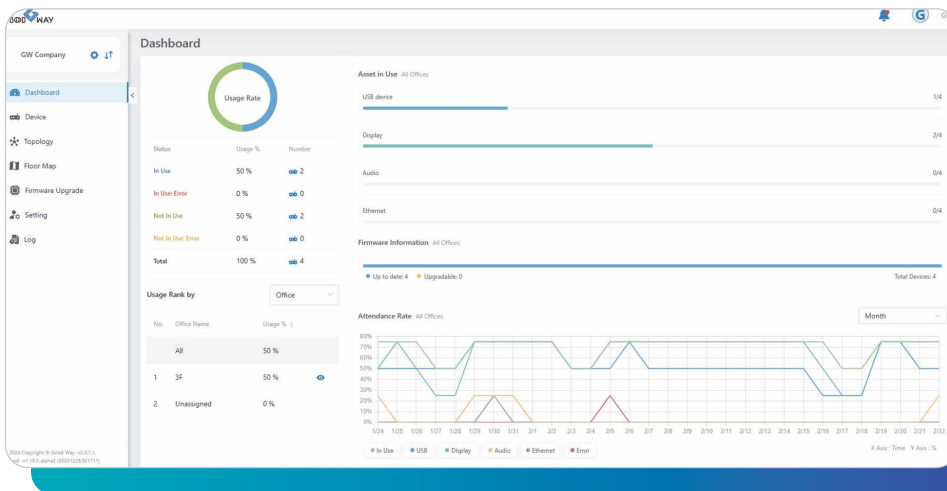 GOOD WAY
G
GW Company
Dashboard
Dashboard
Device
Topology
Floor Map
Firmware Upgrade
Setting
Log
Usage Rate
Status Usage % Number
In Use 50 % 2
In Use: Error 0 % 0
Not In Use 50 % 2
Not In Use: Error 0 % 0
Total 100 % 4
Usage Rank by Office
No. Office Name Usage %
All 50 %
1 3F 50 %
2 Unassigned 0 %
Asset in Use All Offices
USB device 1/4
Display 2/4
Audio 0/4
Ethernet 0/4
Firmware Information All Offices
Up to date: 4 Upgradable: 0 Total Devices: 4
Attendance Rate All Offices Month
80%
70%
60%
50%
40%
30%
20%
10%
0%
1/24 1/25 1/26 1/27 1/28 1/29 1/30 1/31 2/1 2/2 2/3 2/4 2/5 2/6 2/7 2/8 2/9 2/10 2/11 2/12 2/13 2/14 2/15 2/16 2/17 2/18 2/19 2/20 2/21 2/22
In Use USB Display Audio Ethernet Error X Axis : Time Y Axis : %
2024 Copyright © Good Way.